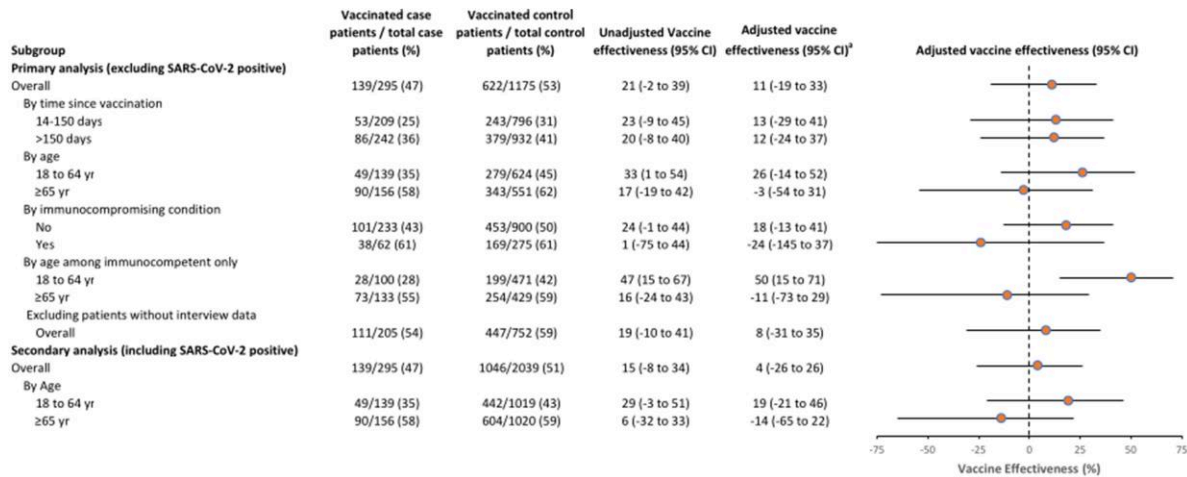 Subgroup Vaccinated case patients / total case patients (%) Vaccinated control patients / total control patients (%) Unadjusted Vaccine effectiveness (95% CI) Adjusted vaccine effectiveness (95% CI)a Adjusted vaccine effectiveness (95% CI)
Primary analysis (excluding SARS-CoV-2 positive)
Overall 139/295 (47) 622/1175 (53) 21 (-2 to 39) 11 (-19 to 33)
By time since vaccination
14-150 days 53/209 (25) 243/796 (31) 23 (-9 to 45) 13 (-29 to 41)
>150 days 86/242 (36) 379/932 (41) 20 (-8 to 40) 12 (-24 to 37)
By age
18 to 64 yr 49/139 (35) 279/624 (45) 33 (1 to 54) 26 (-14 to 52)
≥65 yr 90/156 (58) 343/551 (62) 17 (-19 to 42) -3 (-54 to 31)
By immunocompromising condition
No 101/233 (43) 453/900 (50) 24 (-1 to 44) 18 (-13 to 41)
Yes 38/62 (61) 169/275 (61) 1 (-75 to 44) -24 (-145 to 37)
By age among immunocompetent only
18 to 64 yr 28/100 (28) 199/471 (42) 47 (15 to 67) 50 (15 to 71)
≥65 yr 73/133 (55) 254/429 (59) 16 (-24 to 43) -11 (-73 to 29)
Excluding patients without interview data
Overall 111/205 (54) 447/752 (59) 19 (-10 to 41) 8 (-31 to 35)
Secondary analysis (including SARS-CoV-2 positive)
Overall 139/295 (47) 1046/2039 (51) 15 (-8 to 34) 4 (-26 to 26)
By Age
18 to 64 yr 49/139 (35) 442/1019 (43) 29 (-3 to 51) 19 (-21 to 46)
≥65 yr 90/156 (58) 604/1020 (59) 6 (-32 to 33) -14 (-65 to 22)
-75 -50 -25 0 25 50 75
Vaccine Effectiveness (%)